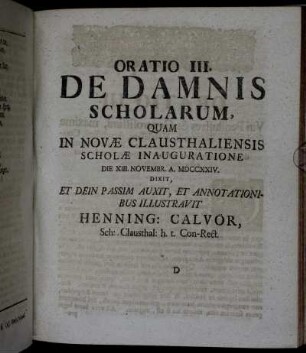 ORATIO III.
DE DAMNIS
SCHOLARUM,
QUAM
IN NOVÆ CLAUSTHALIENSIS
SCHOLÆ INAUGURATIONE
DIE XIII. NOVEMBR. A. MDCCXXIV.
DIXIT,
ET DEIN PASSIM AUXIT, ET ANNOTATIONI-
BUS ILLUSTRAVIT
HENNING: CALVOR,
Sch: Clausthal: h. t. Con-Rect.
D